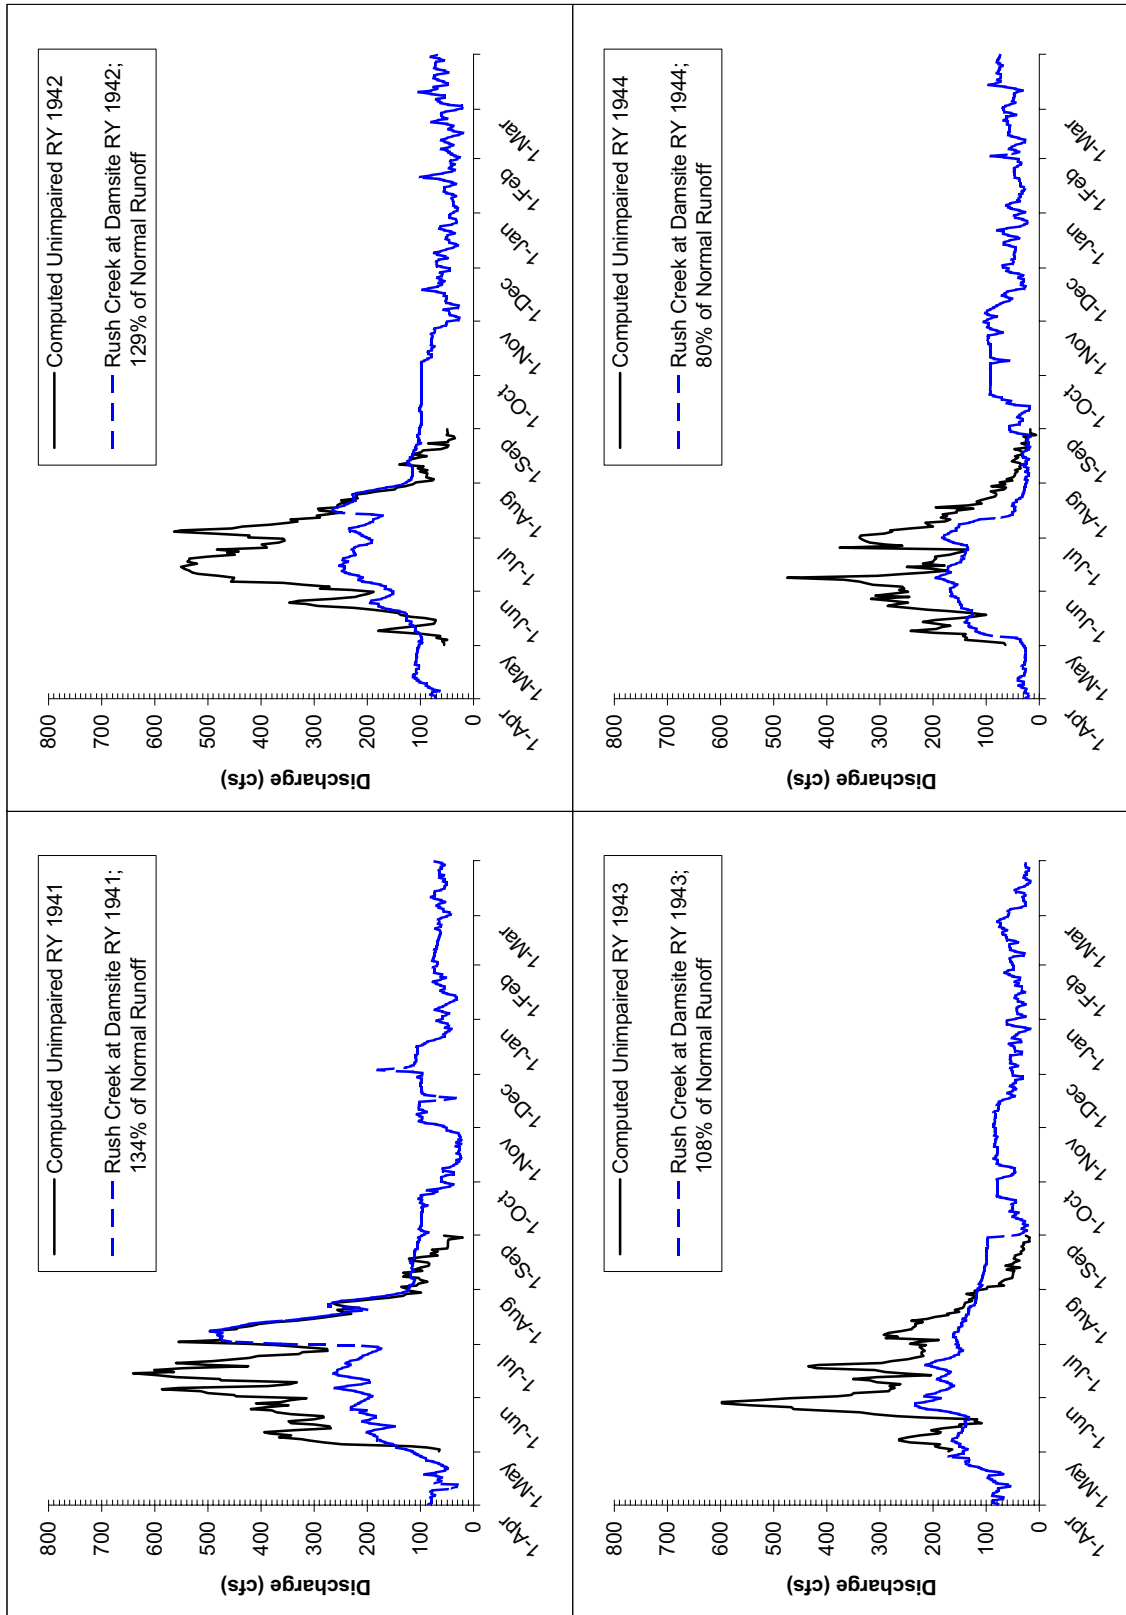 Computed Unimpaired RY 1941
Rush Creek at Damsite RY 1941;
134% of Normal Runoff
800
700
600
500
400
300
200
100
0
Discharge (cfs)
1-Apr
1-May
1-Jun
1-Jul
1-Aug
1-Sep
1-Oct
1-Nov
1-Dec
1-Jan
1-Feb
1-Mar
Computed Unimpaired RY 1942
Rush Creek at Damsite RY 1942;
129% of Normal Runoff
800
700
600
500
400
300
200
100
0
Discharge (cfs)
1-Apr
1-May
1-Jun
1-Jul
1-Aug
1-Sep
1-Oct
1-Nov
1-Dec
1-Jan
1-Feb
1-Mar
Computed Unimpaired RY 1943
Rush Creek at Damsite RY 1943;
108% of Normal Runoff
800
700
600
500
400
300
200
100
0
Discharge (cfs)
1-Apr
1-May
1-Jun
1-Jul
1-Aug
1-Sep
1-Oct
1-Nov
1-Dec
1-Jan
1-Feb
1-Mar
Computed Unimpaired RY 1944
Rush Creek at Damsite RY 1944;
80% of Normal Runoff
800
700
600
500
400
300
200
100
0
Discharge (cfs)
1-Apr
1-May
1-Jun
1-Jul
1-Aug
1-Sep
1-Oct
1-Nov
1-Dec
1-Jan
1-Feb
1-Mar